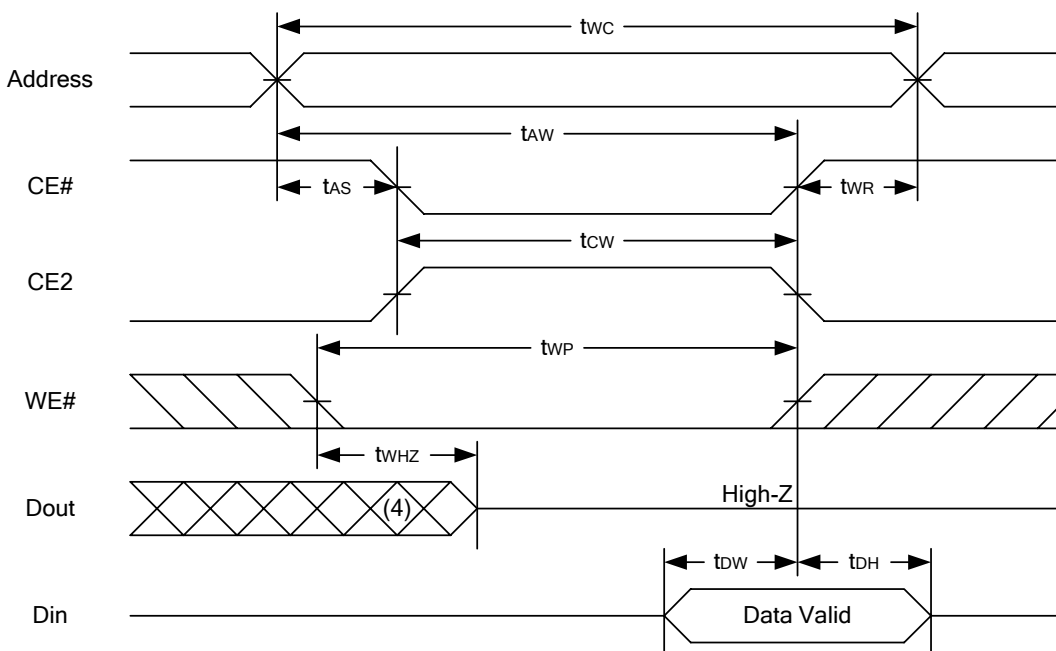 tWC
Address
tAW
CE#
tAS
tWR
tCW
CE2
tWP
WE#
tWHZ
Dout
(4)
High-Z
tDW
tDH
Din
Data Valid